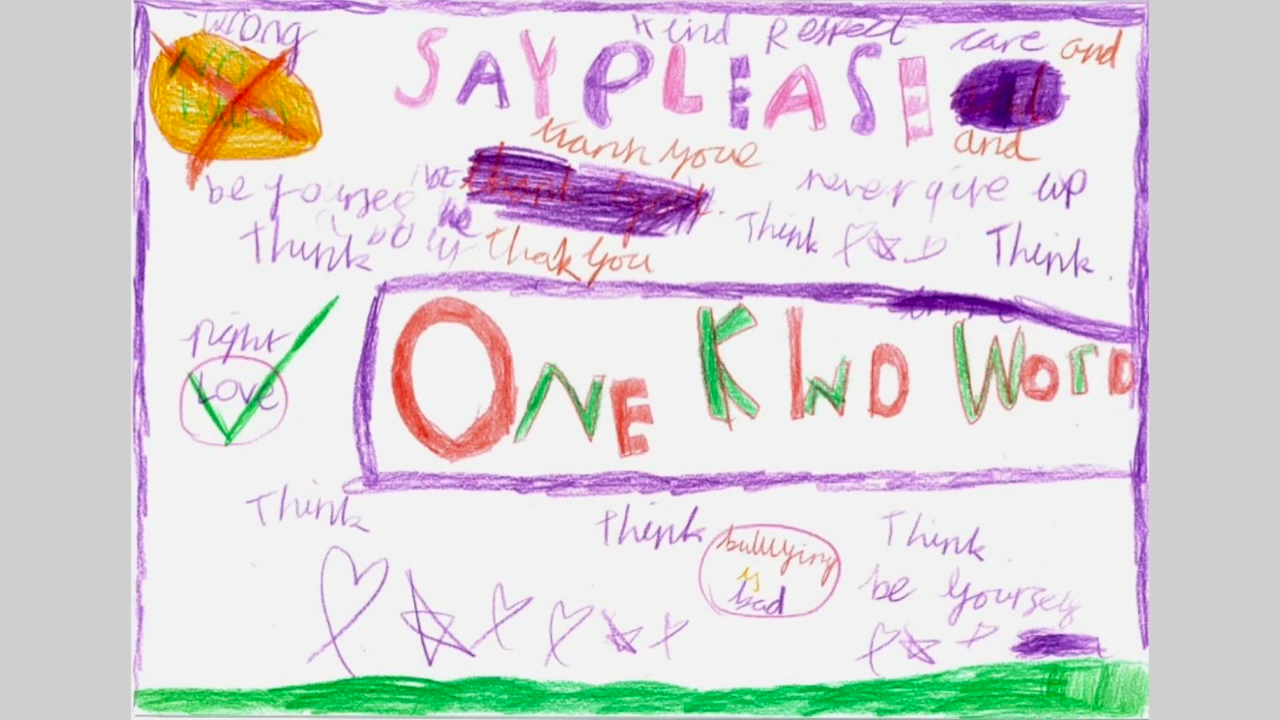 wrong
Kind Respect care and
SAY PLEASE
and
thank youe
be yourself
never give up
Think
thak you
Think
Think.
right
Love
ONE KIND WORD
Think
think
bulllying
is
bad
Think
be yourself